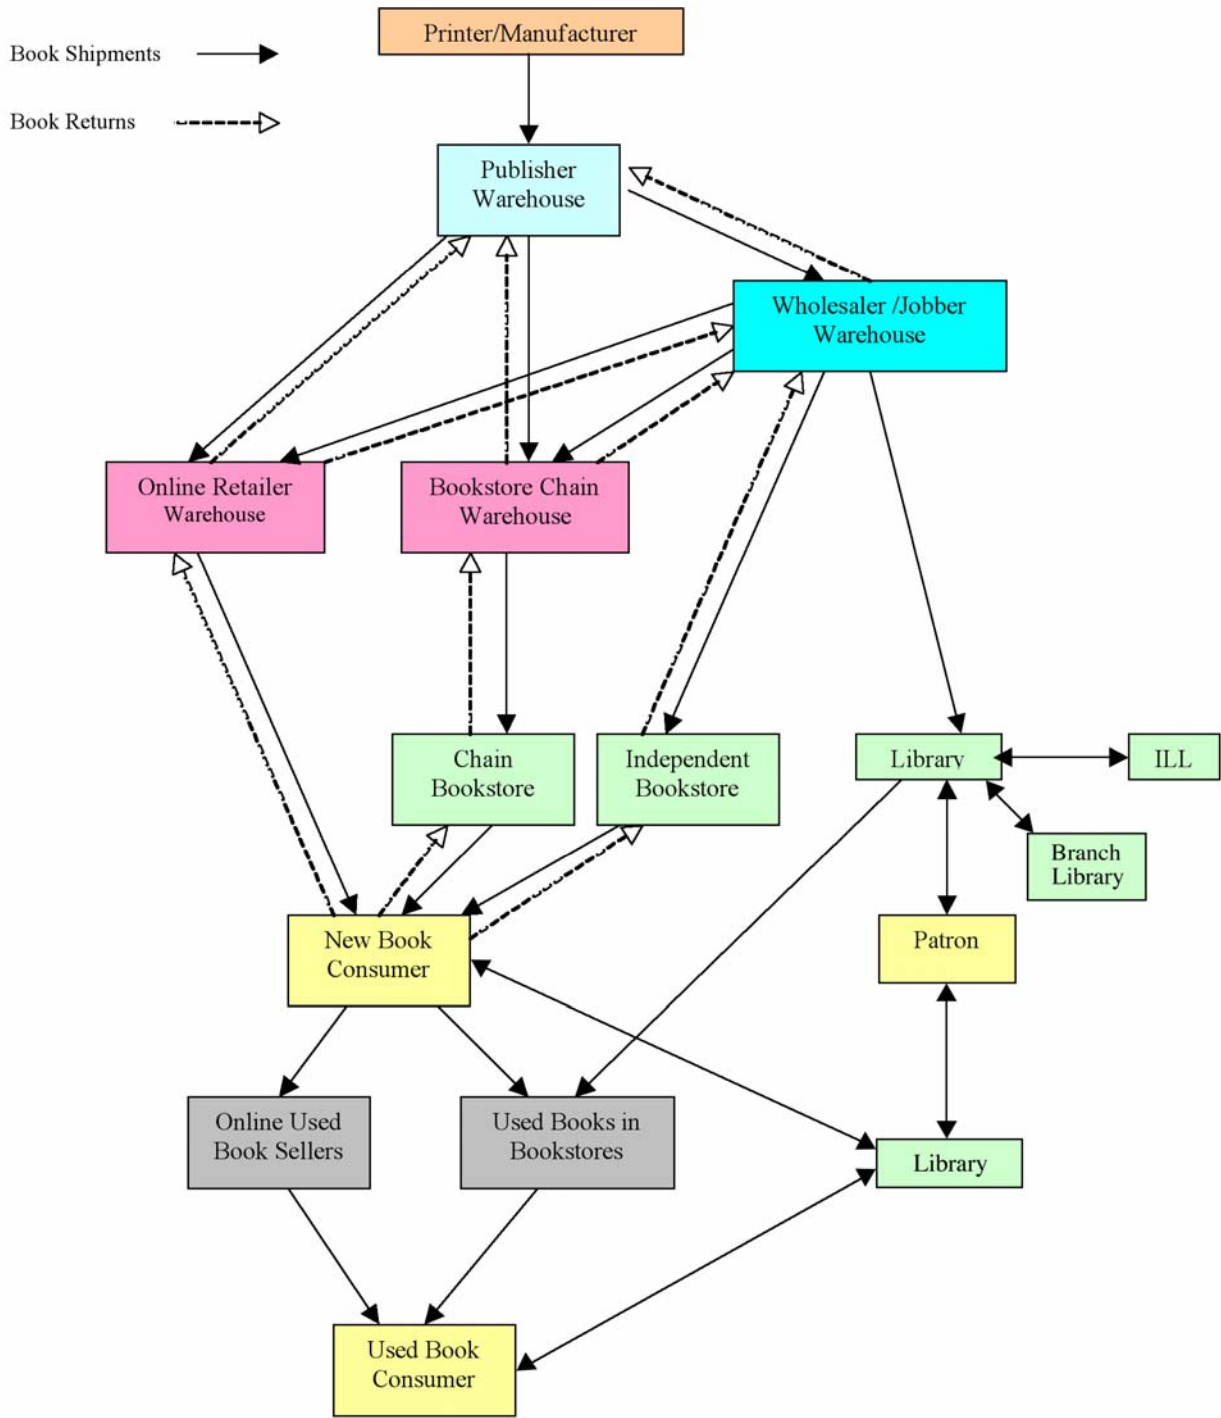 Printer/Manufacturer
Book Shipments
Book Returns
Publisher
Warehouse
Wholesaler /Jobber
Warehouse
Online Retailer
Warehouse
Bookstore Chain
Warehouse
Chain
Bookstore
Independent
Bookstore
Library
ILL
Branch
Library
New Book
Consumer
Patron
Online Used
Book Sellers
Used Books in
Bookstores
Library
Used Book
Consumer